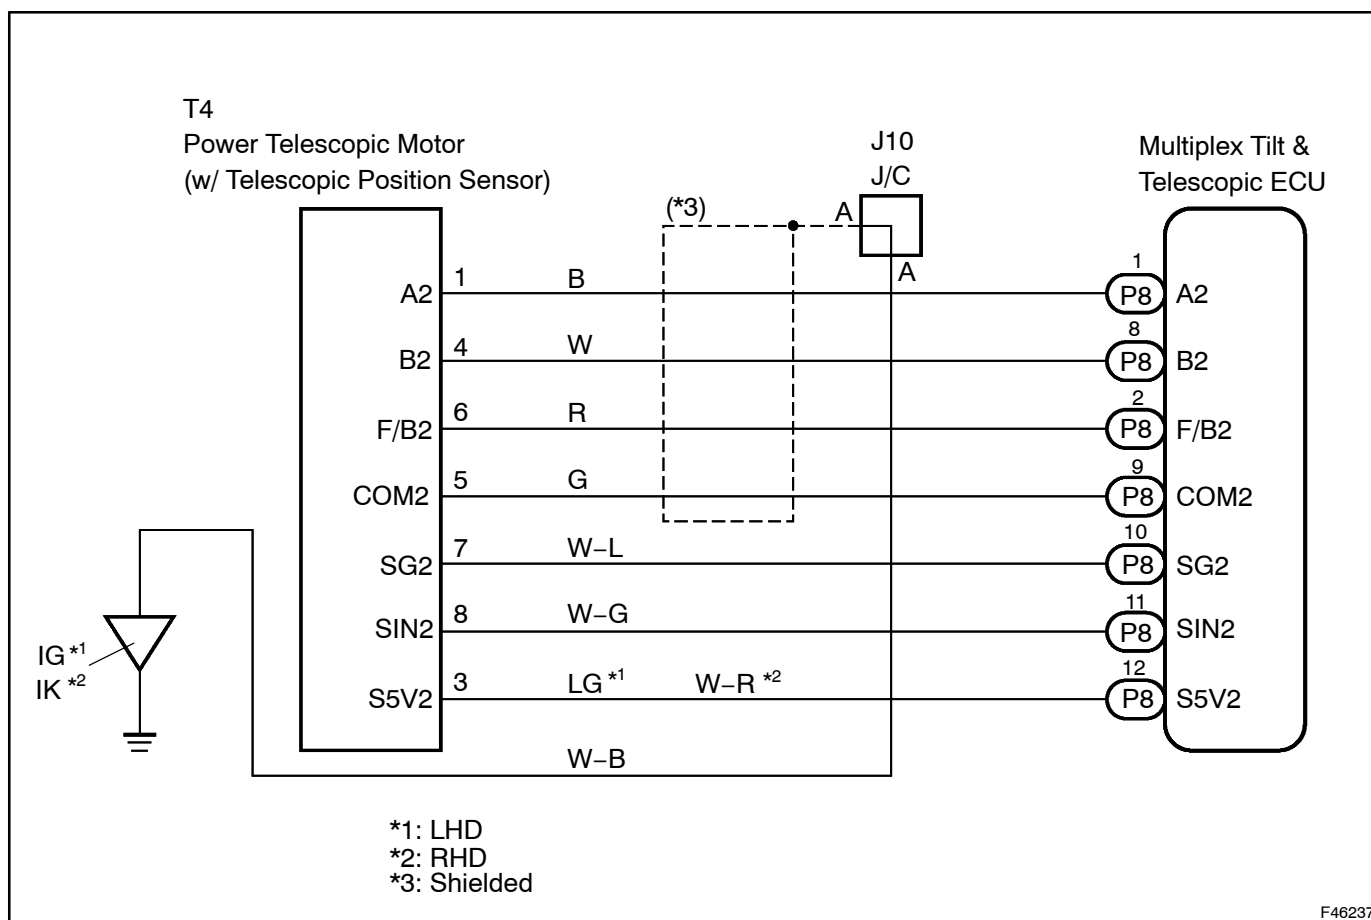 T4
Power Telescopic Motor
(w/ Telescopic Position Sensor)
J10
J/C
Multiplex Tilt &
Telescopic ECU
(*3)
A
A
A2 1 B 1 P8 A2
B2 4 W 8 P8 B2
F/B2 6 R 2 P8 F/B2
COM2 5 G 9 P8 COM2
SG2 7 W–L 10 P8 SG2
SIN2 8 W–G 11 P8 SIN2
S5V2 3 LG *1 W–R *2 12 P8 S5V2
IG *1
IK *2
W–B
*1: LHD
*2: RHD
*3: Shielded
F46237